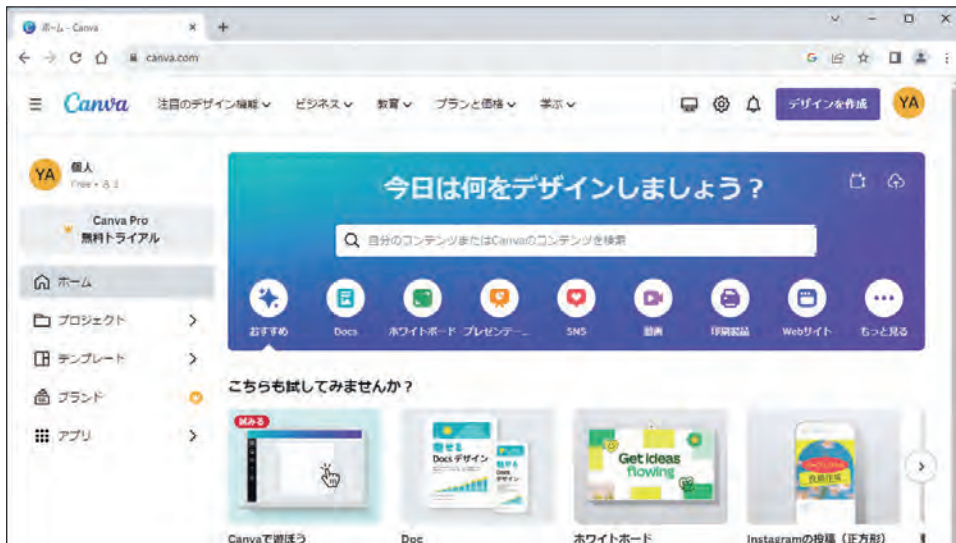 ホーム - Canva
canva.com
Canva 注目のデザイン機能 ビジネス 教育 プランと価格 学ぶ デザインを作成 YA
YA 個人
Free
Canva Pro
無料トライアル
ホーム
プロジェクト
テンプレート
ブランド
アプリ
今日は何をデザインしましょう？
自分のコンテンツまたはCanvaのコンテンツを検索
おすすめ Docs ホワイトボード プレゼンテー... SNS 動画 印刷製品 Webサイト もっと見る
こちらも試してみませんか？
試みる
魅せる
Docs デザイン
Get ideas
flowing
Canvaで遊ぼう Doc ホワイトボード Instagramの投稿（正方形）